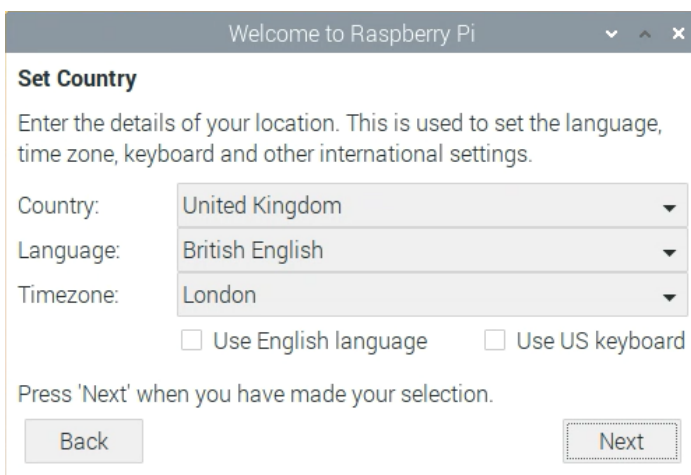 Welcome to Raspberry Pi
Set Country
Enter the details of your location. This is used to set the language,
time zone, keyboard and other international settings.
Country: United Kingdom
Language: British English
Timezone: London
Use English language Use US keyboard
Press 'Next' when you have made your selection.
Back Next